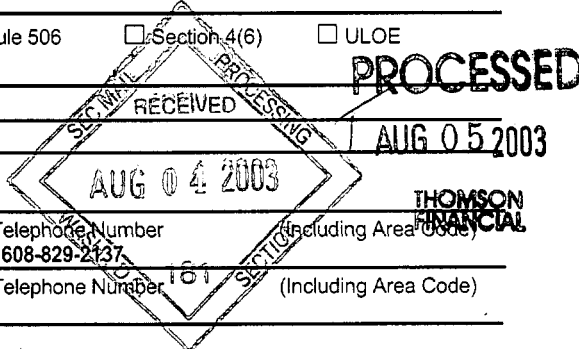 ule 506 ☐ Section 4(6) ☐ ULOE
PROCESSED
SEC MAIL PROCESSING
RECEIVED
AUG 05 2003
AUG 04 2003
THOMSON
FINANCIAL
Telephone Number (Including Area Code)
608-829-2137
Telephone Number (Including Area Code)
181
SECTION